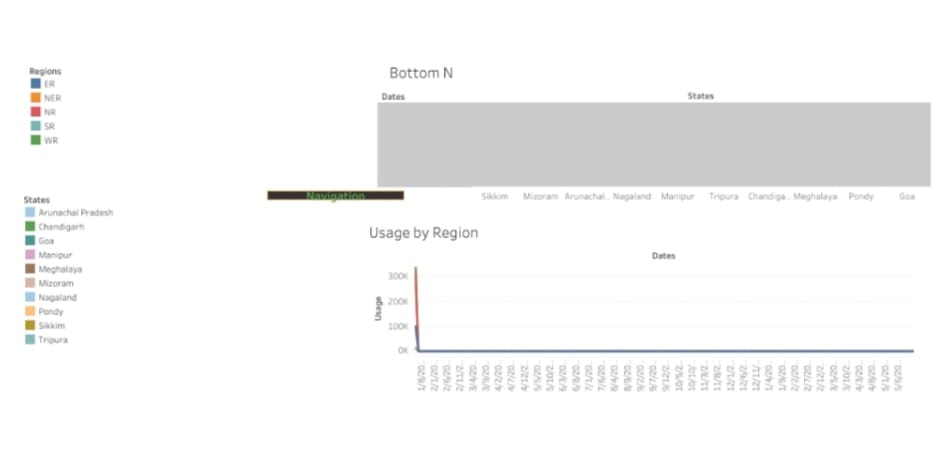 Regions
ER
NER
NR
SR
WR
States
Arunachal Pradesh
Chandigarh
Goa
Manipur
Meghalaya
Mizoram
Nagaland
Pondy
Sikkim
Tripura
Navigation
Bottom N
Dates States
Sikkim Mizoram Arunachal.. Nagaland Manipur Tripura Chandiga.. Meghalaya Pondy Goa
Usage by Region
Dates
Usage
300K
200K
100K
0K
1/8/20.. 2/1/20.. 2/6/20.. 2/11/2.. 3/4/20.. 3/9/20.. 4/2/20.. 4/7/20.. 4/12/2.. 5/5/20.. 5/10/2.. 6/3/20.. 6/8/20.. 7/1/20.. 7/6/20.. 8/4/20.. 8/9/20.. 9/2/20.. 9/7/20.. 9/12/2.. 10/5/2.. 10/10/.. 11/3/2.. 11/8/2.. 12/1/2.. 12/6/2.. 12/11/.. 1/4/20.. 1/9/20.. 2/2/20.. 2/7/20.. 2/12/2.. 3/5/20.. 3/10/2.. 4/3/20.. 4/8/20.. 5/1/20.. 5/6/20..